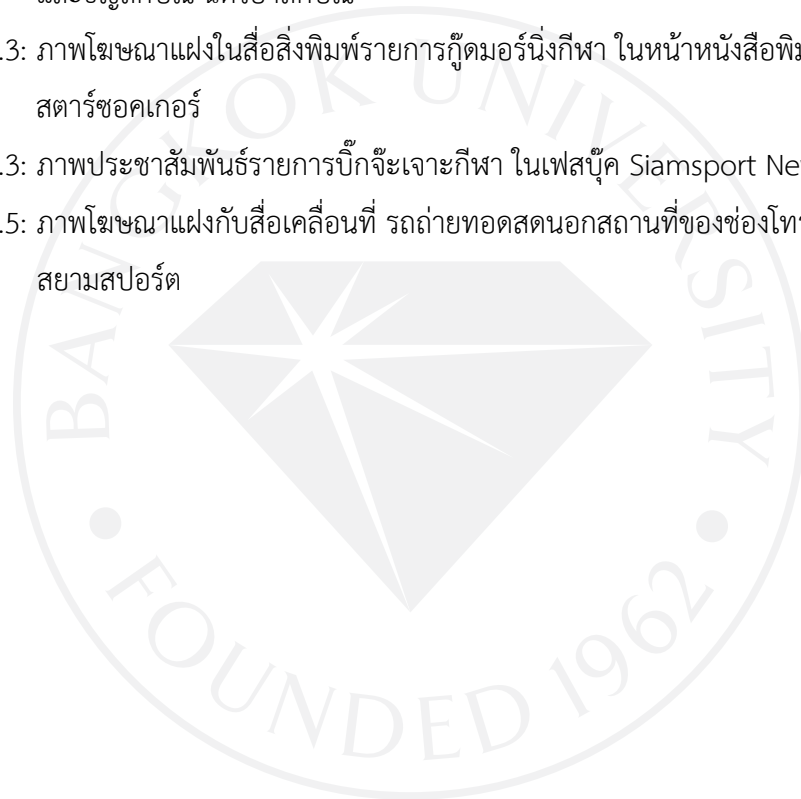 .3: ภาพโฆษณาแฝงในสื่อสิ่งพิมพ์รายการกู๊ดมอร์นิ่งกีฬา ในหน้าหนังสือพิม
สตาร์ซอคเกอร์
.3: ภาพประชาสัมพันธ์รายการบิ๊กจ๊ะเจาะกีฬา ในเฟสบุ๊ค Siamsport Ne
.5: ภาพโฆษณาแฝงกับสื่อเคลื่อนที่ รถถ่ายทอดสดนอกสถานที่ของช่องโทร
สยามสปอร์ต
BANGKOK UNIVERSITY
FOUNDED 1962